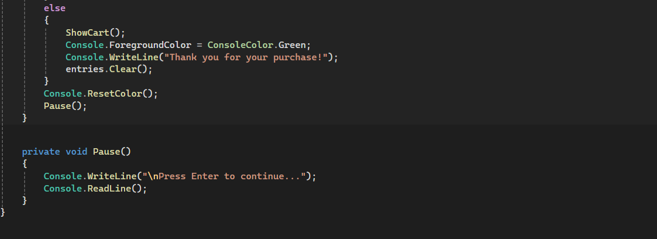 else
{
ShowCart();
Console.ForegroundColor = ConsoleColor.Green;
Console.WriteLine("Thank you for your purchase!");
entries.Clear();
}
Console.ResetColor();
Pause();
}
private void Pause()
{
Console.WriteLine("\nPress Enter to continue...");
Console.ReadLine();
}
}